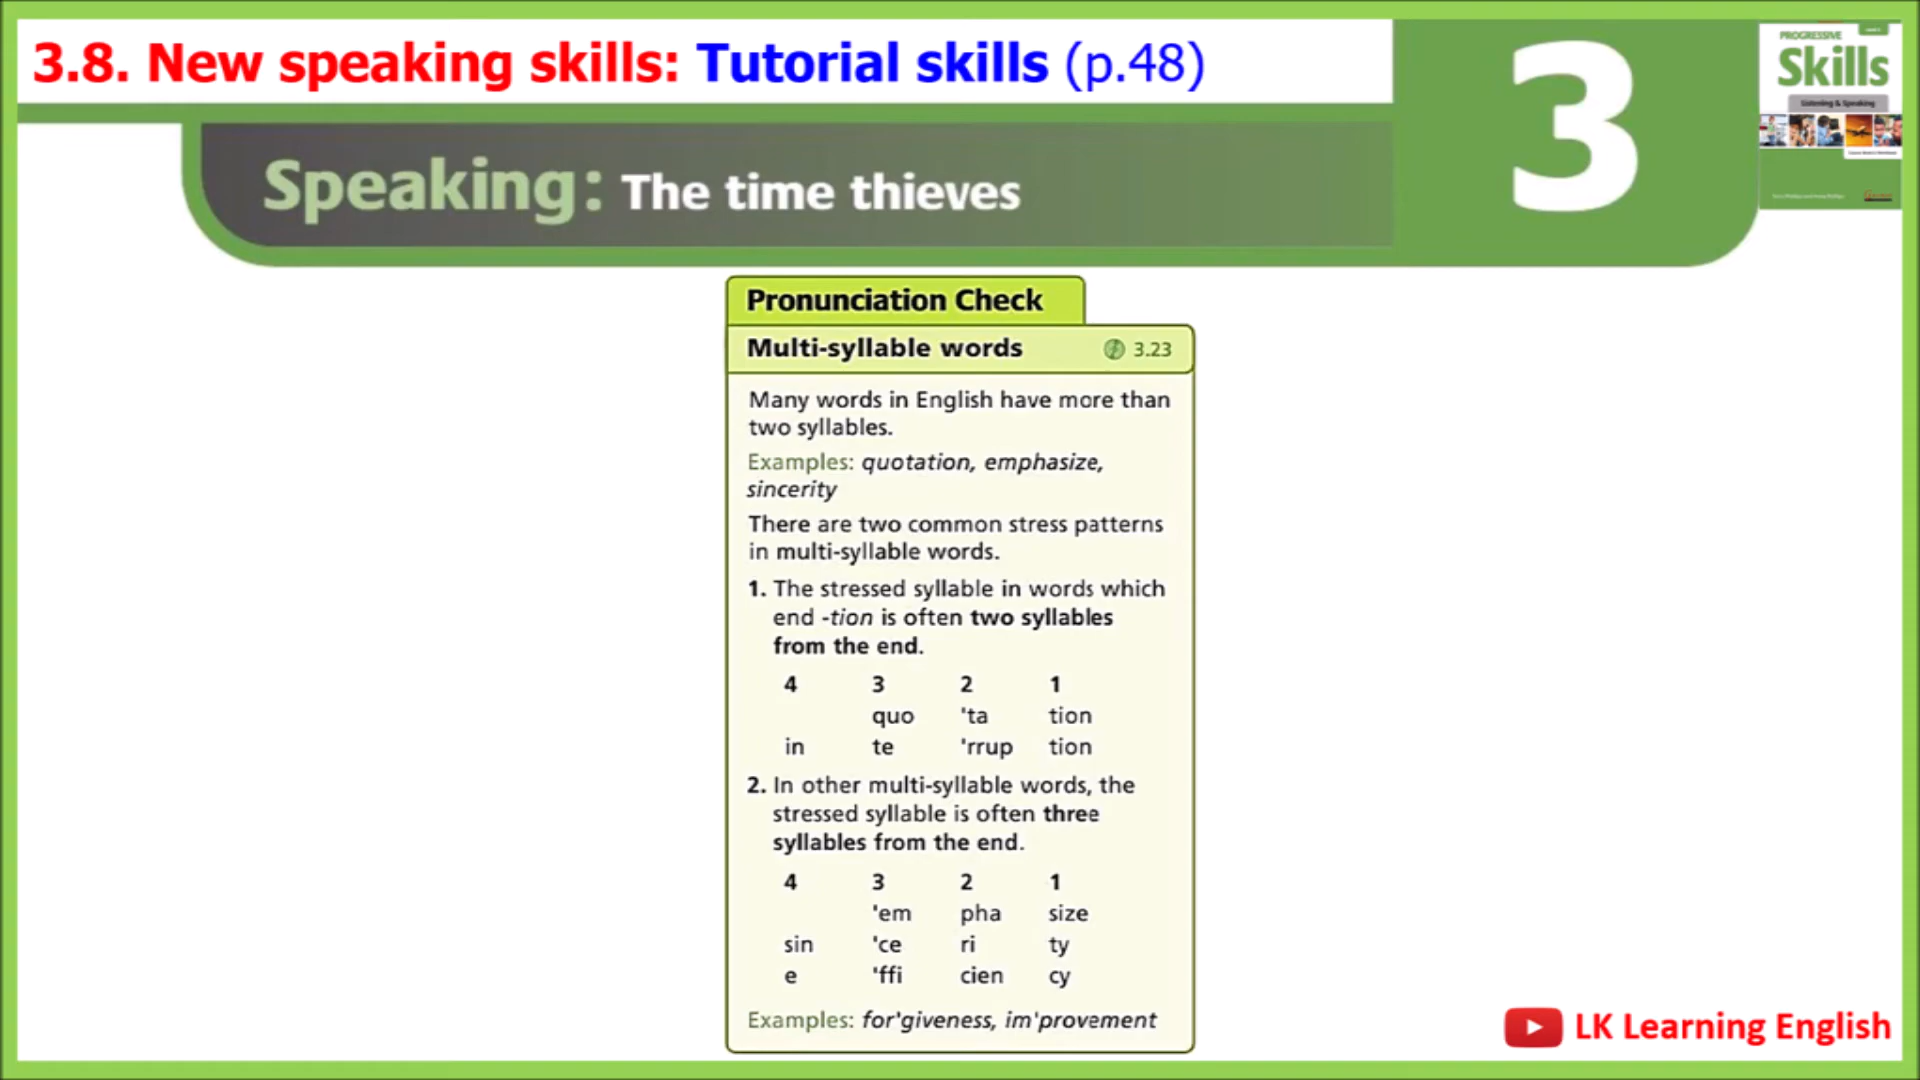 3.8. New speaking skills: Tutorial skills (p.48)
3
PROGRESSIVE
Skills
Listening & Speaking
Speaking: The time thieves
Pronunciation Check
Multi-syllable words 3.23
Many words in English have more than
two syllables.
Examples: quotation, emphasize,
sincerity
There are two common stress patterns
in multi-syllable words.
1. The stressed syllable in words which
end -tion is often two syllables
from the end.
4 3 2 1
quo 'ta tion
in te 'rrup tion
2. In other multi-syllable words, the
stressed syllable is often three
syllables from the end.
4 3 2 1
'em pha size
sin 'ce ri ty
e 'ffi cien cy
Examples: for'giveness, im'provement
LK Learning English